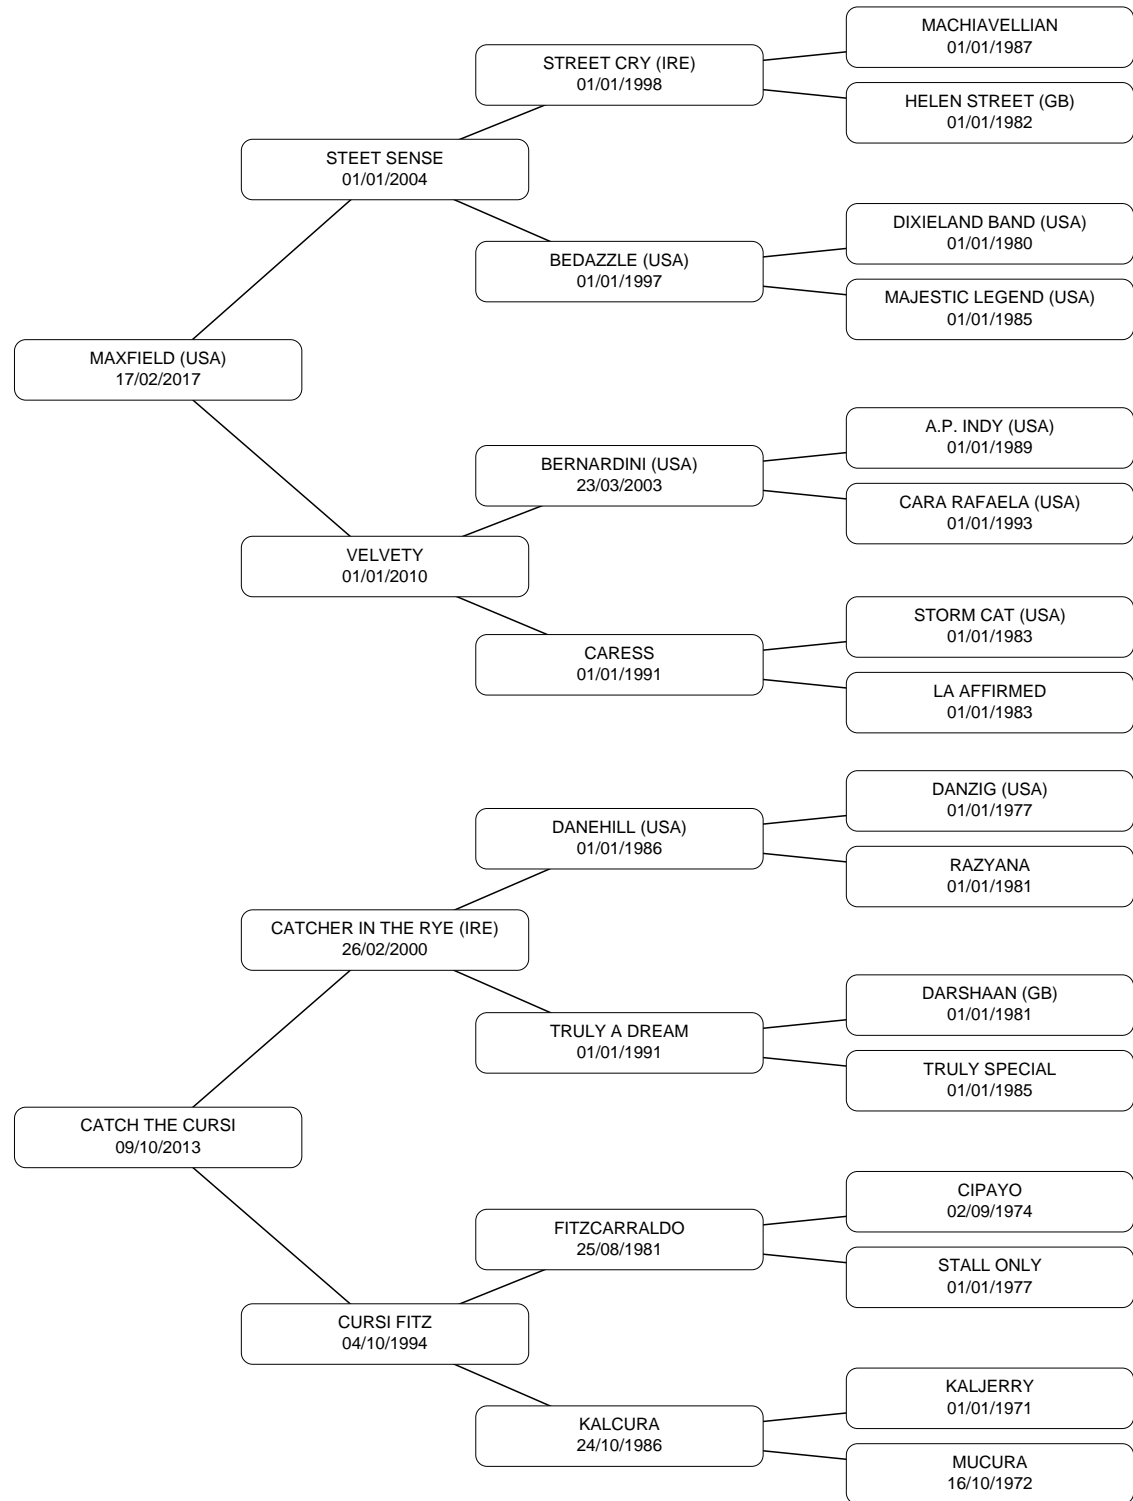 MACHIAVELLIAN
01/01/1987
STREET CRY (IRE)
01/01/1998
HELEN STREET (GB)
01/01/1982
STEET SENSE
01/01/2004
DIXIELAND BAND (USA)
01/01/1980
BEDAZZLE (USA)
01/01/1997
MAJESTIC LEGEND (USA)
01/01/1985
MAXFIELD (USA)
17/02/2017
A.P. INDY (USA)
01/01/1989
BERNARDINI (USA)
23/03/2003
CARA RAFAELA (USA)
01/01/1993
VELVETY
01/01/2010
STORM CAT (USA)
01/01/1983
CARESS
01/01/1991
LA AFFIRMED
01/01/1983
DANZIG (USA)
01/01/1977
DANEHILL (USA)
01/01/1986
RAZYANA
01/01/1981
CATCHER IN THE RYE (IRE)
26/02/2000
DARSHAAN (GB)
01/01/1981
TRULY A DREAM
01/01/1991
TRULY SPECIAL
01/01/1985
CATCH THE CURSI
09/10/2013
CIPAYO
02/09/1974
FITZCARRALDO
25/08/1981
STALL ONLY
01/01/1977
CURSI FITZ
04/10/1994
KALJERRY
01/01/1971
KALCURA
24/10/1986
MUCURA
16/10/1972